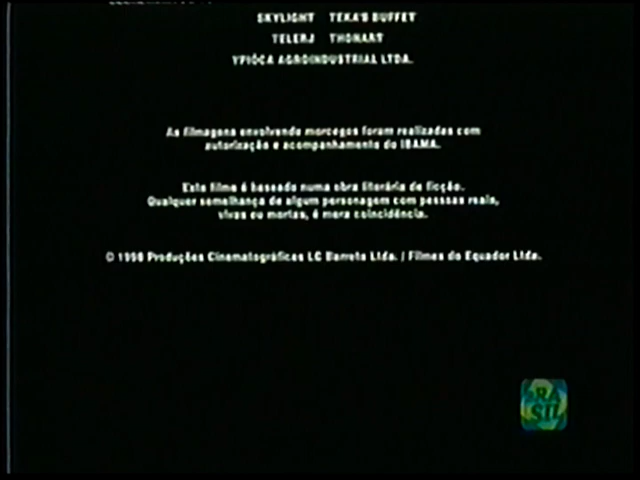 SKYLIGHT TEKA'S BUFFET
TELERJ THONART
YPIÓCA AGROINDUSTRIAL LTDA.
As filmagens envolvendo morcegos foram realizadas com
autorização e acompanhamento do IBAMA.
Este filme é baseado numa obra literária de ficção.
Qualquer semelhança de algum personagem com pessoas reais,
vivas ou mortas, é mera coincidência.
© 1998 Produções Cinematográficas LC Barreto Ltda. / Filmes do Equador Ltda.
BRA
SIL